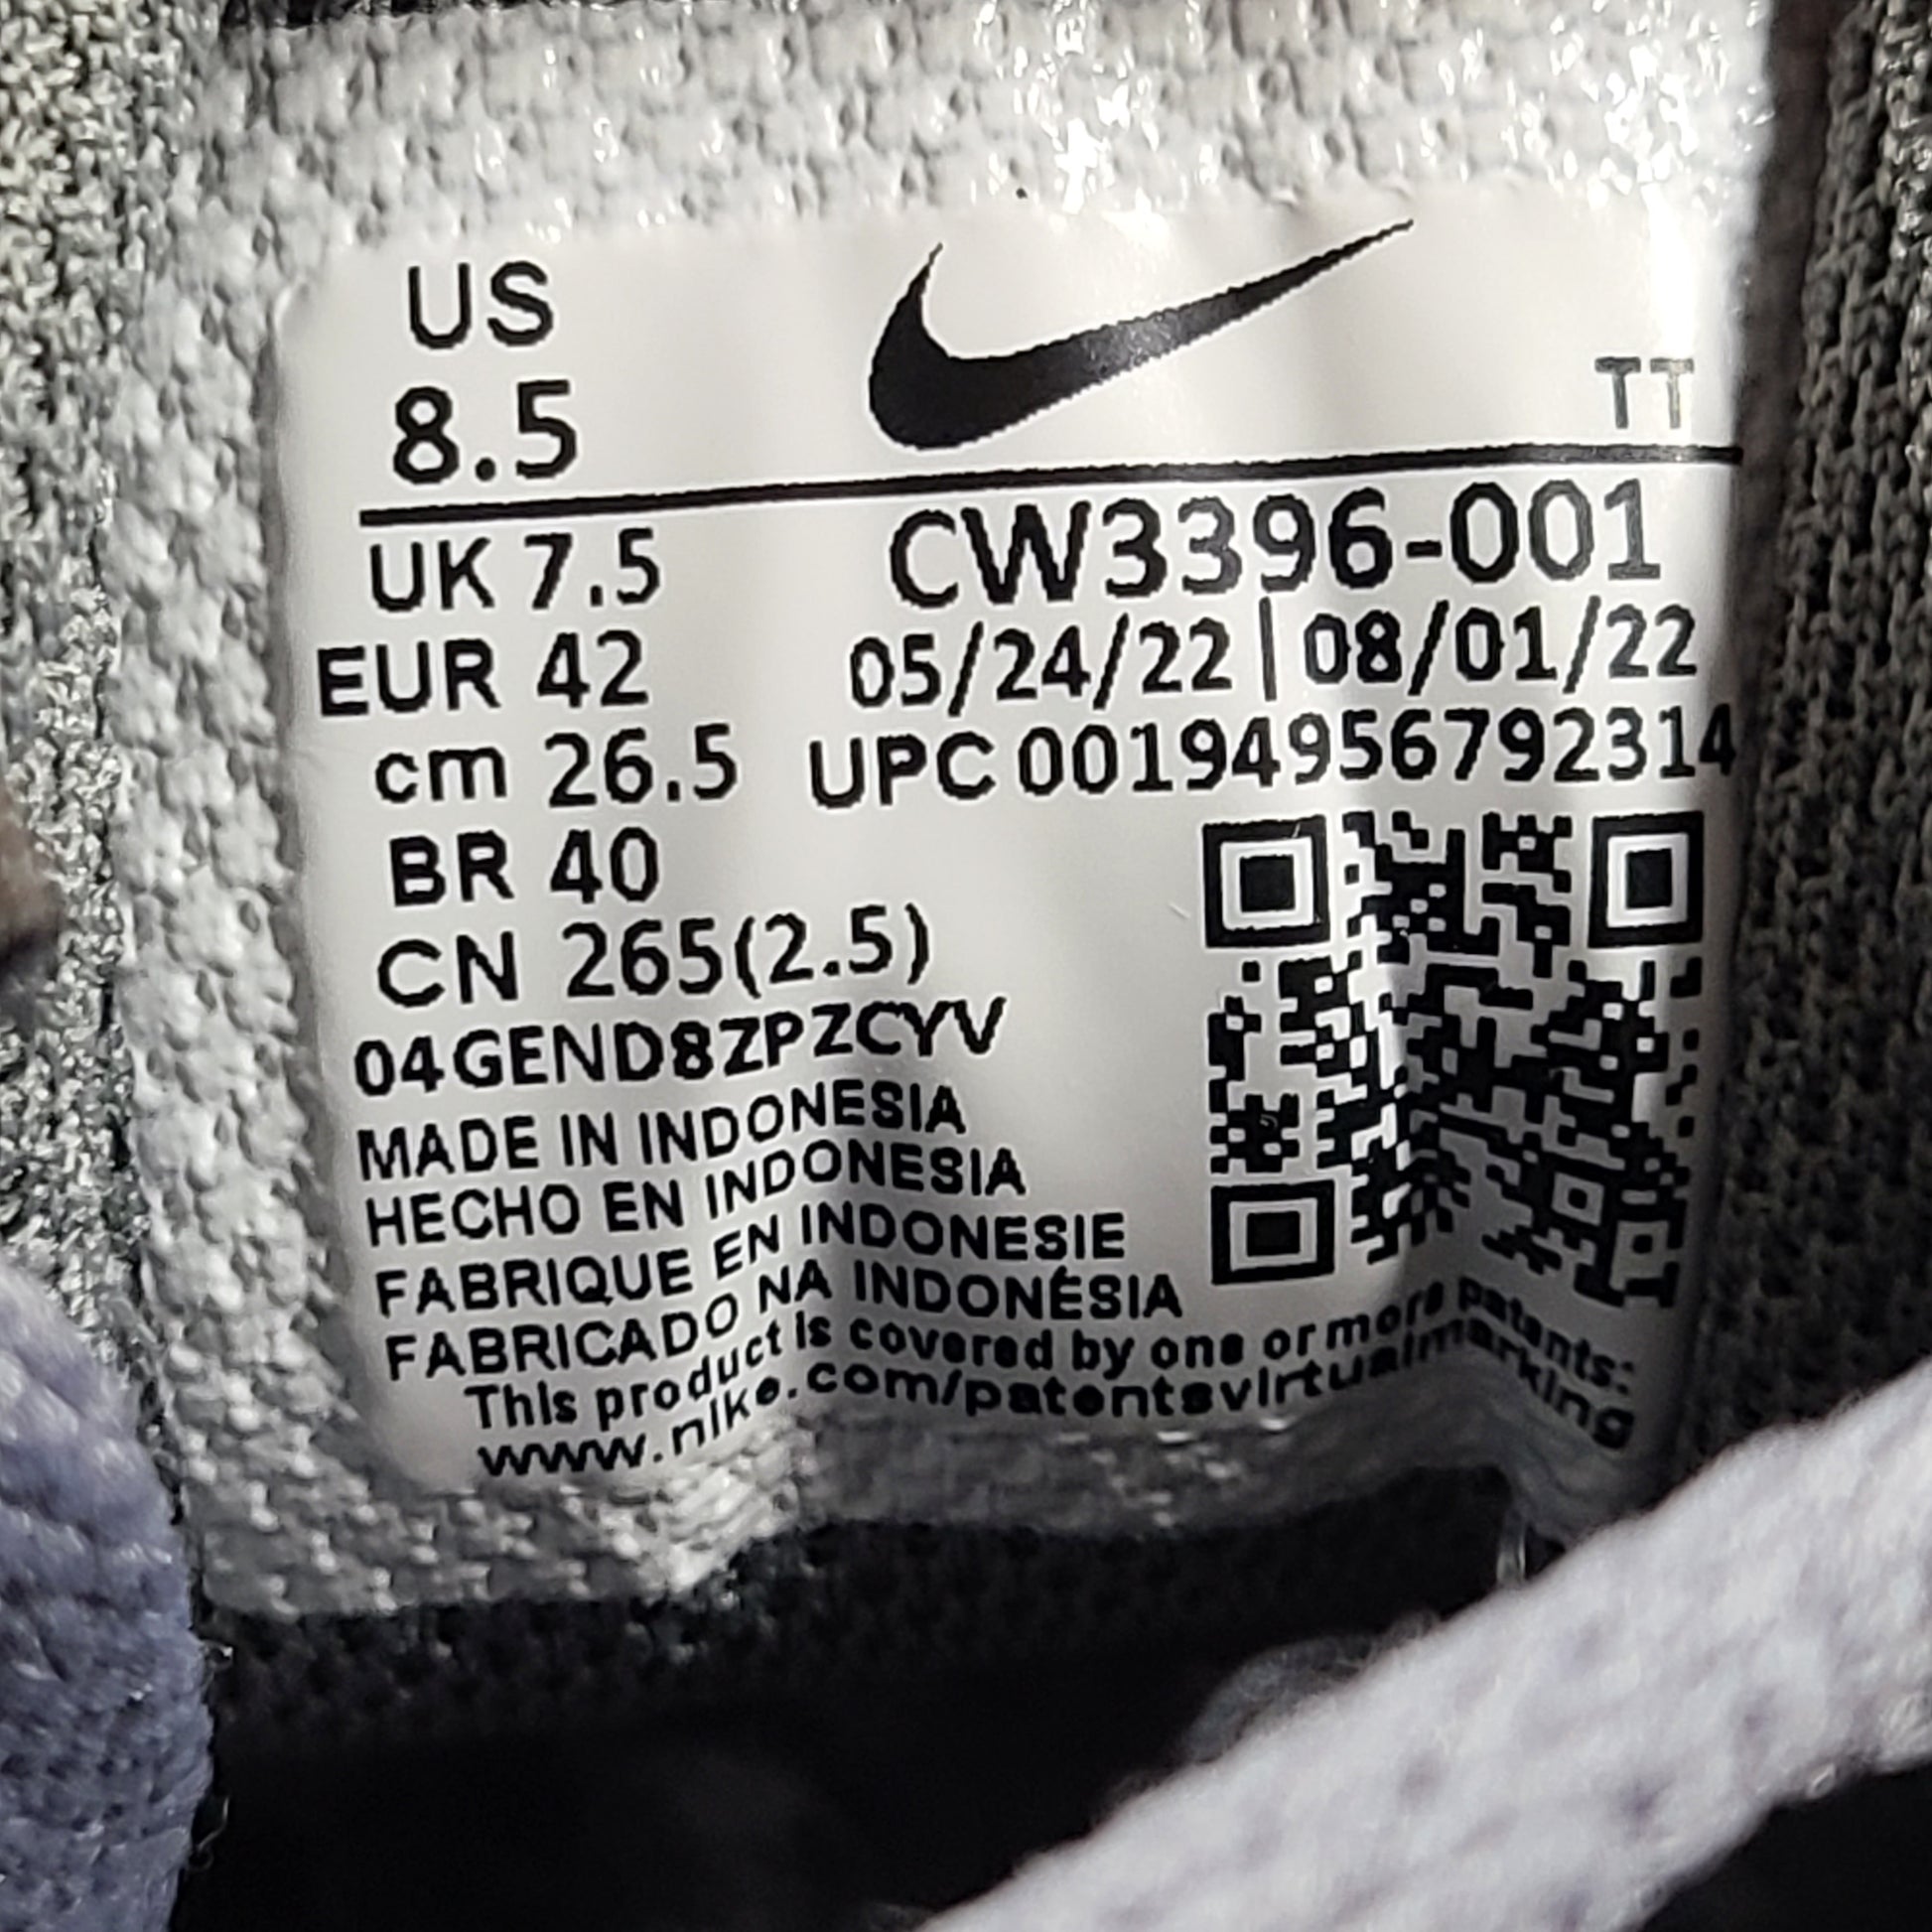 US
8.5
TT
UK 7.5
CW3396-001
EUR 42
05/24/22|08/01/22
cm 26.5
UPC 00194956792314
BR 40
CN 265(2.5)
04GEND8ZPZCYV
MADE IN INDONESIA
HECHO EN INDONESIA
FABRIQUE EN INDONESIE
FABRICADO NA INDONÉSIA
This product is covered by one or more patents:
www.nike.com/patentsvirtualmarking